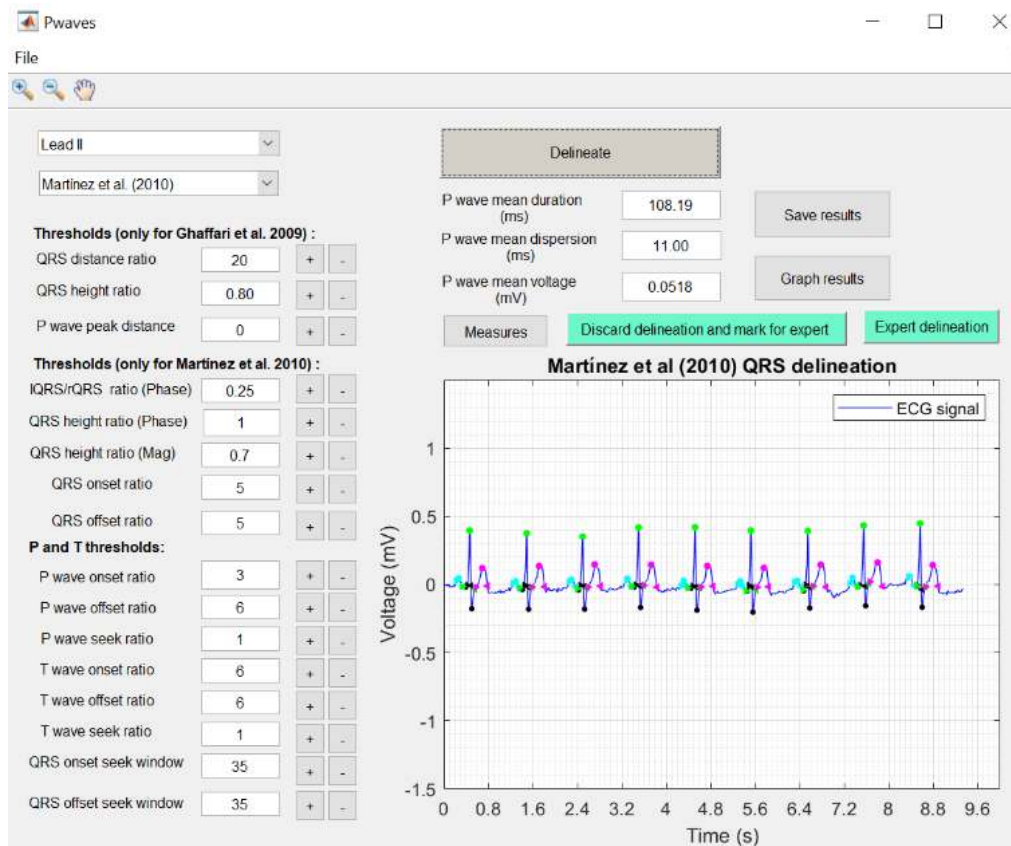 Pwaves
File
Lead II
Martínez et al. (2010)
Thresholds (only for Ghaffari et al. 2009) :
QRS distance ratio 20 + -
QRS height ratio 0.80 + -
P wave peak distance 0 + -
Thresholds (only for Martínez et al. 2010) :
lQRS/rQRS ratio (Phase) 0.25 + -
QRS height ratio (Phase) 1 + -
QRS height ratio (Mag) 0.7 + -
QRS onset ratio 5 + -
QRS offset ratio 5 + -
P and T thresholds:
P wave onset ratio 3 + -
P wave offset ratio 6 + -
P wave seek ratio 1 + -
T wave onset ratio 6 + -
T wave offset ratio 6 + -
T wave seek ratio 1 + -
QRS onset seek window 35 + -
QRS offset seek window 35 + -
Delineate
P wave mean duration
(ms)
108.19
P wave mean dispersion
(ms)
11.00
P wave mean voltage
(mV)
0.0518
Save results
Graph results
Measures
Discard delineation and mark for expert
Expert delineation
Martínez et al (2010) QRS delineation
ECG signal
Voltage (mV)
1
0.5
0
-0.5
-1
-1.5
0 0.8 1.6 2.4 3.2 4 4.8 5.6 6.4 7.2 8 8.8 9.6
Time (s)